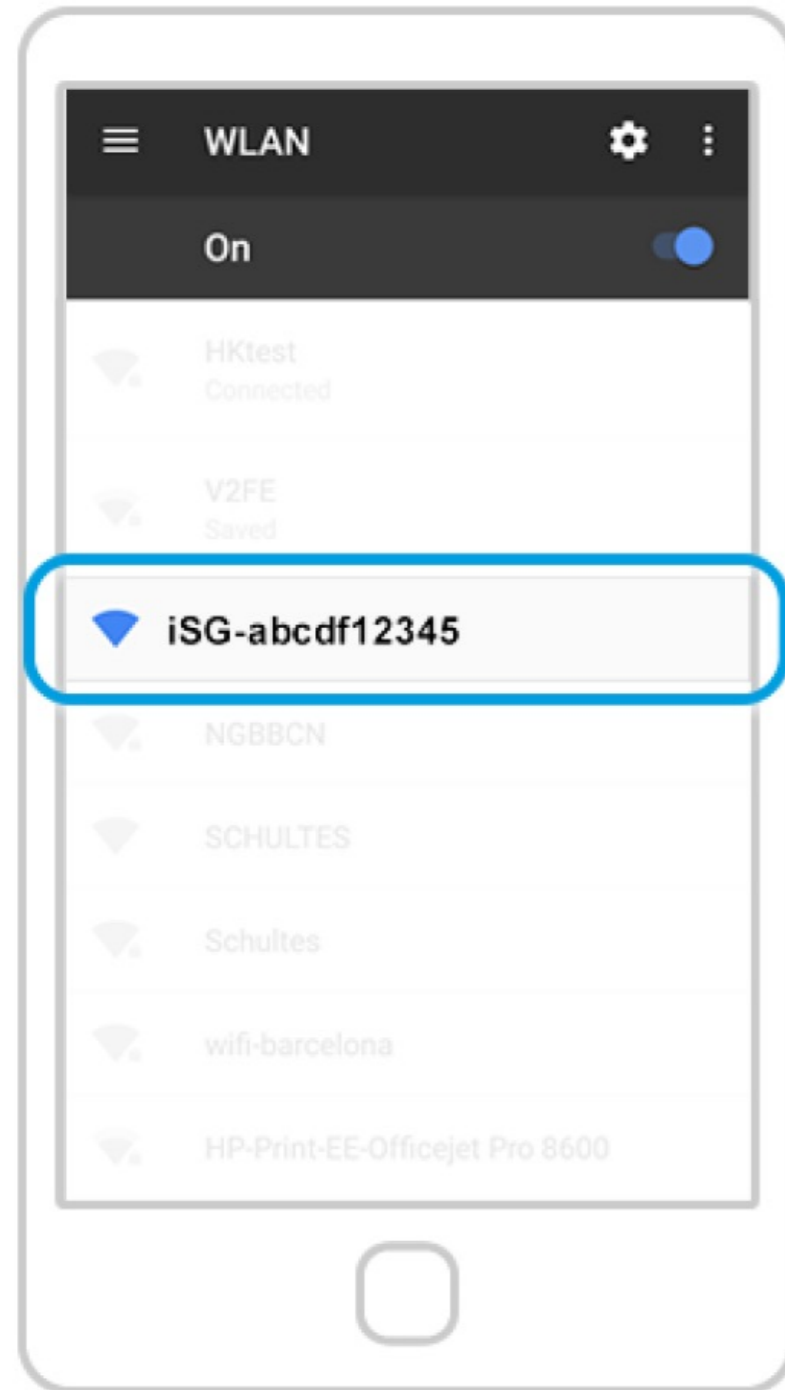 WLAN
On
HKtest
Connected
V2FE
Saved
iSG-abcdf12345
NGBBCN
SCHULTES
Schultes
wifi-barcelona
HP-Print-EE-Officejet Pro 8600